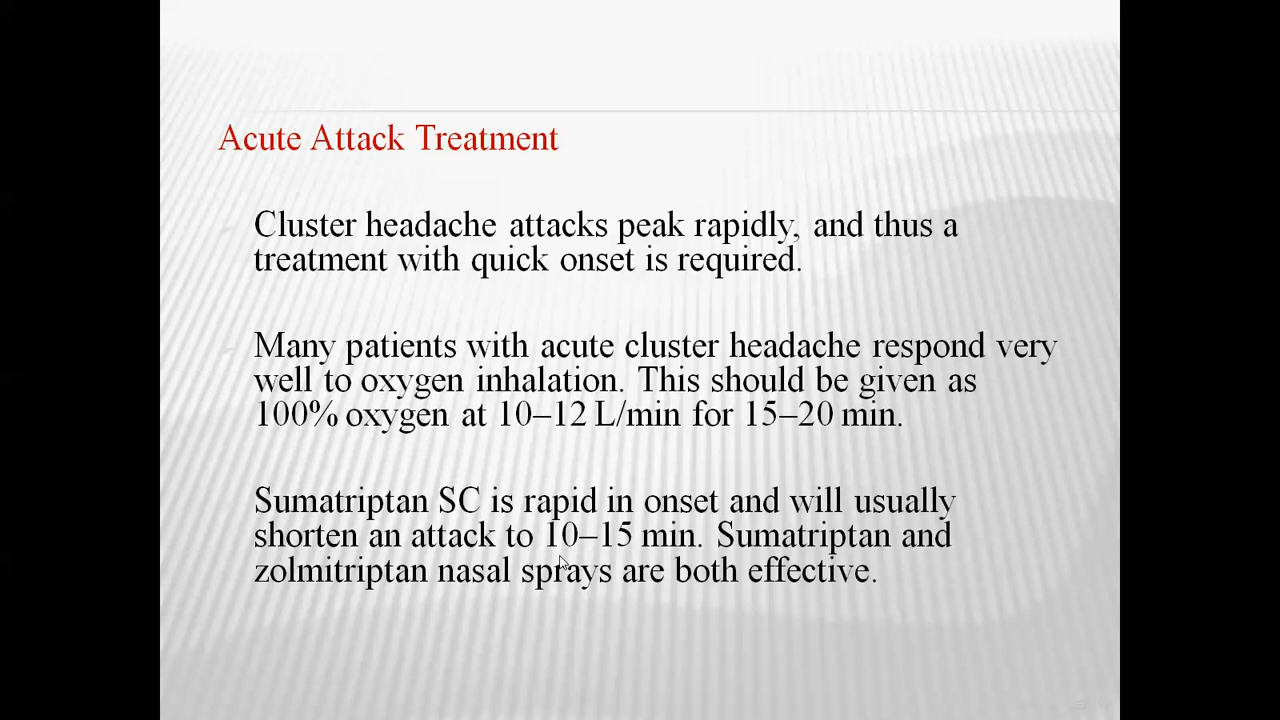 Acute Attack Treatment
Cluster headache attacks peak rapidly, and thus a
treatment with quick onset is required.
Many patients with acute cluster headache respond very
well to oxygen inhalation. This should be given as
100% oxygen at 10–12 L/min for 15–20 min.
Sumatriptan SC is rapid in onset and will usually
shorten an attack to 10–15 min. Sumatriptan and
zolmitriptan nasal sprays are both effective.